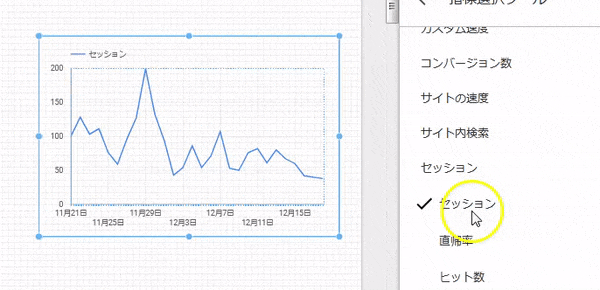 指標選択ツール
カスタム速度
セッション
200
150
100
50
0
11月21日
11月29日
12月7日
12月15日
11月25日
12月3日
12月11日
コンバージョン数
サイトの速度
サイト内検索
セッション
セッション
直帰率
ヒット数